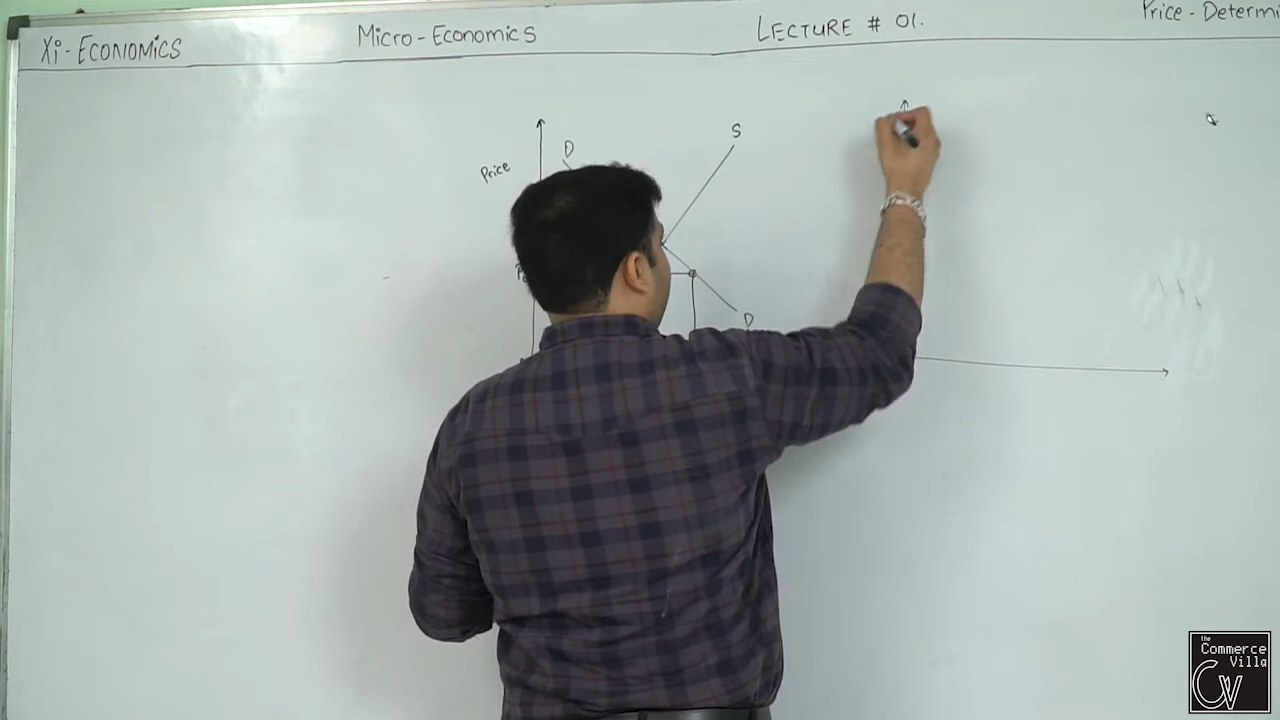 Xi - ECONOMICS
Micro - Economics
LECTURE # 01.
Price - Determi
D
S
Price
D
the
Commerce
Villa
CV